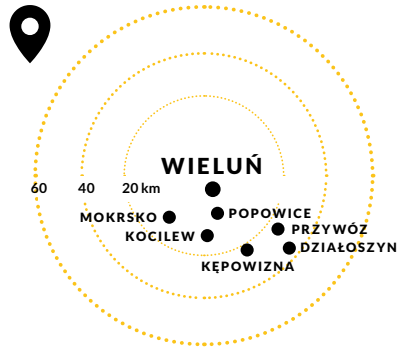 WIELUŃ
60 40 20 km
MOKRSKO POPOWICE
KOCILEW PRZYWÓZ
DZIAŁOSZYN
KĘPOWIZNA